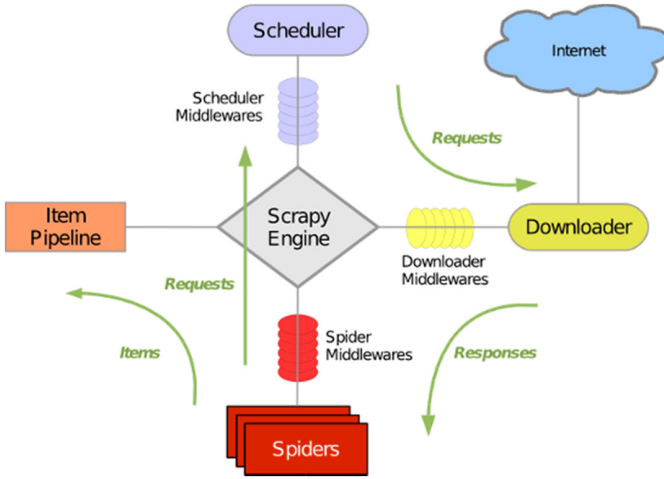 Scheduler
Internet
Scheduler
Middlewares
Requests
Item
Pipeline
Scrapy
Engine
Downloader
Downloader
Middlewares
Requests
Items
Spider
Middlewares
Responses
Spiders